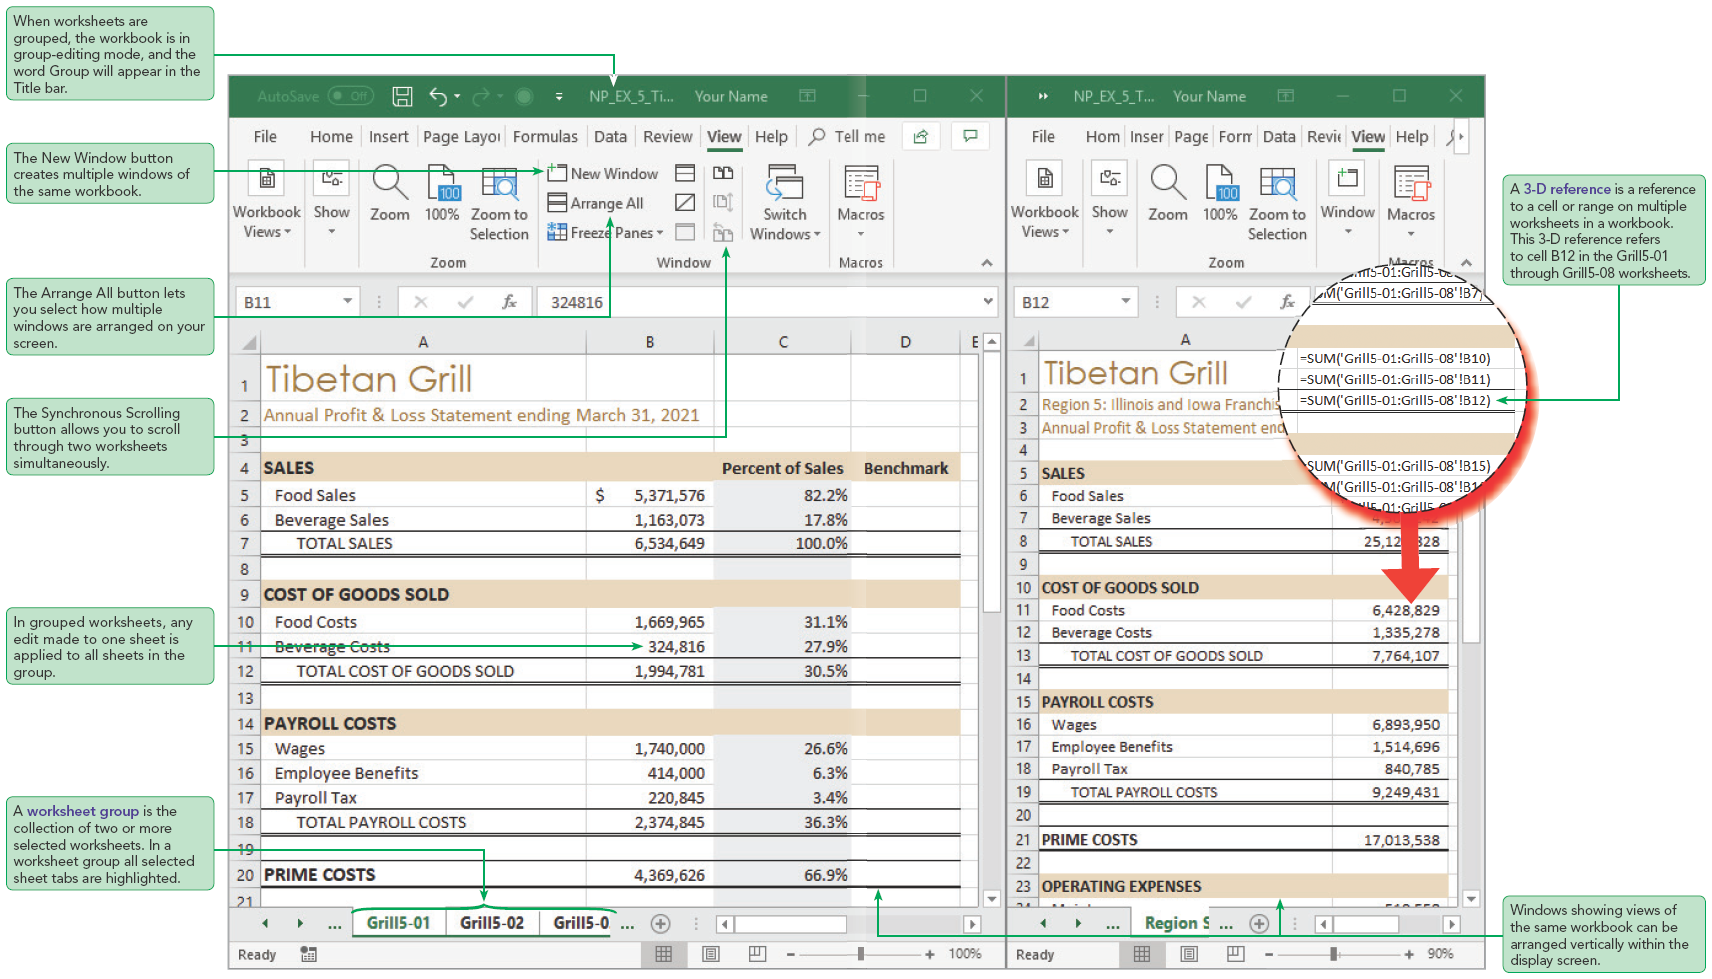 When worksheets are
grouped, the workbook is in
group-editing mode, and the
word Group will appear in the
Title bar.
The New Window button
creates multiple windows of
the same workbook.
The Arrange All button lets
you select how multiple
windows are arranged on your
screen.
The Synchronous Scrolling
button allows you to scroll
through two worksheets
simultaneously.
In grouped worksheets, any
edit made to one sheet is
applied to all sheets in the
group.
A worksheet group is the
collection of two or more
selected worksheets. In a
worksheet group all selected
sheet tabs are highlighted.
AutoSave Off NP_EX_5_Ti... Your Name
File Home Insert Page Layou Formulas Data Review View Help Tell me
Workbook Views
Show
Zoom
100
100%
Zoom to Selection
New Window
Arrange All
Freeze Panes
Switch Windows
Macros
Zoom Window Macros
B11 fx 324816
A B C D E
1 Tibetan Grill
2 Annual Profit & Loss Statement ending March 31, 2021
3
4 SALES Percent of Sales Benchmark
5 Food Sales $ 5,371,576 82.2%
6 Beverage Sales 1,163,073 17.8%
7 TOTAL SALES 6,534,649 100.0%
8
9 COST OF GOODS SOLD
10 Food Costs 1,669,965 31.1%
11 Beverage Costs 324,816 27.9%
12 TOTAL COST OF GOODS SOLD 1,994,781 30.5%
13
14 PAYROLL COSTS
15 Wages 1,740,000 26.6%
16 Employee Benefits 414,000 6.3%
17 Payroll Tax 220,845 3.4%
18 TOTAL PAYROLL COSTS 2,374,845 36.3%
19
20 PRIME COSTS 4,369,626 66.9%
21
... Grill5-01 Grill5-02 Grill5-0 ...
Ready 100%
NP_EX_5_T... Your Name
File Hom Inser Page Form Data Revie View Help
Workbook Views
Show
Zoom
100
100%
Zoom to Selection
Window
Macros
Zoom Macros
B12 fx
A
1 Tibetan Grill
2 Region 5: Illinois and Iowa Franchis
3 Annual Profit & Loss Statement end
4
5 SALES
6 Food Sales
7 Beverage Sales
8 TOTAL SALES
9
10 COST OF GOODS SOLD
11 Food Costs 6,428,829
12 Beverage Costs 1,335,278
13 TOTAL COST OF GOODS SOLD 7,764,107
14
15 PAYROLL COSTS
16 Wages 6,893,950
17 Employee Benefits 1,514,696
18 Payroll Tax 840,785
19 TOTAL PAYROLL COSTS 9,249,431
20
21 PRIME COSTS 17,013,538
22
23 OPERATING EXPENSES
24
... Region 5 ...
Ready 90%
'Grill5-01:Grill5-08'!B7)
=SUM('Grill5-01:Grill5-08'!B10)
=SUM('Grill5-01:Grill5-08'!B11)
=SUM('Grill5-01:Grill5-08'!B12)
=SUM('Grill5-01:Grill5-08'!B15)
A 3-D reference is a reference
to a cell or range on multiple
worksheets in a workbook.
This 3-D reference refers
to cell B12 in the Grill5-01
through Grill5-08 worksheets.
Windows showing views of
the same workbook can be
arranged vertically within the
display screen.